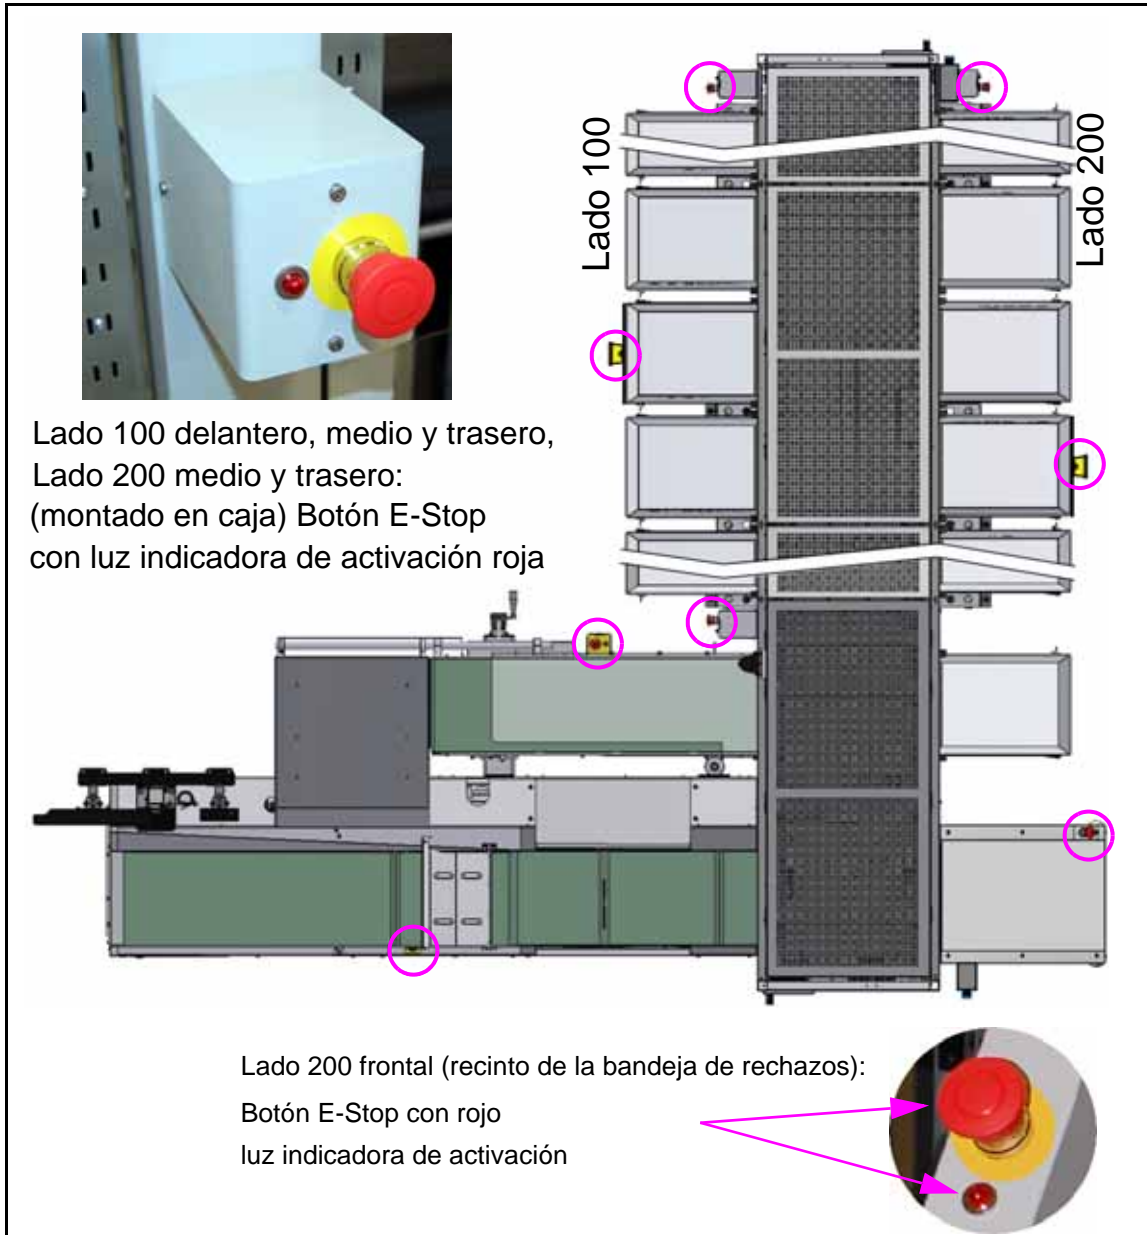 Lado 100
Lado 200
Lado 100 delantero, medio y trasero,
Lado 200 medio y trasero:
(montado en caja) Botón E-Stop
con luz indicadora de activación roja
Lado 200 frontal (recinto de la bandeja de rechazos):
Botón E-Stop con rojo
luz indicadora de activación